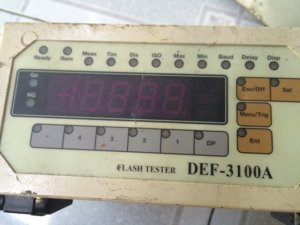 Ready Rem Meas Tim Dis ISO Max Min Baud Delay Disp
Go
NG
Esc/Off Sel
Menu/Trig
- 4 3 2 1 DP Ent
FLASH TESTER DEF-3100A